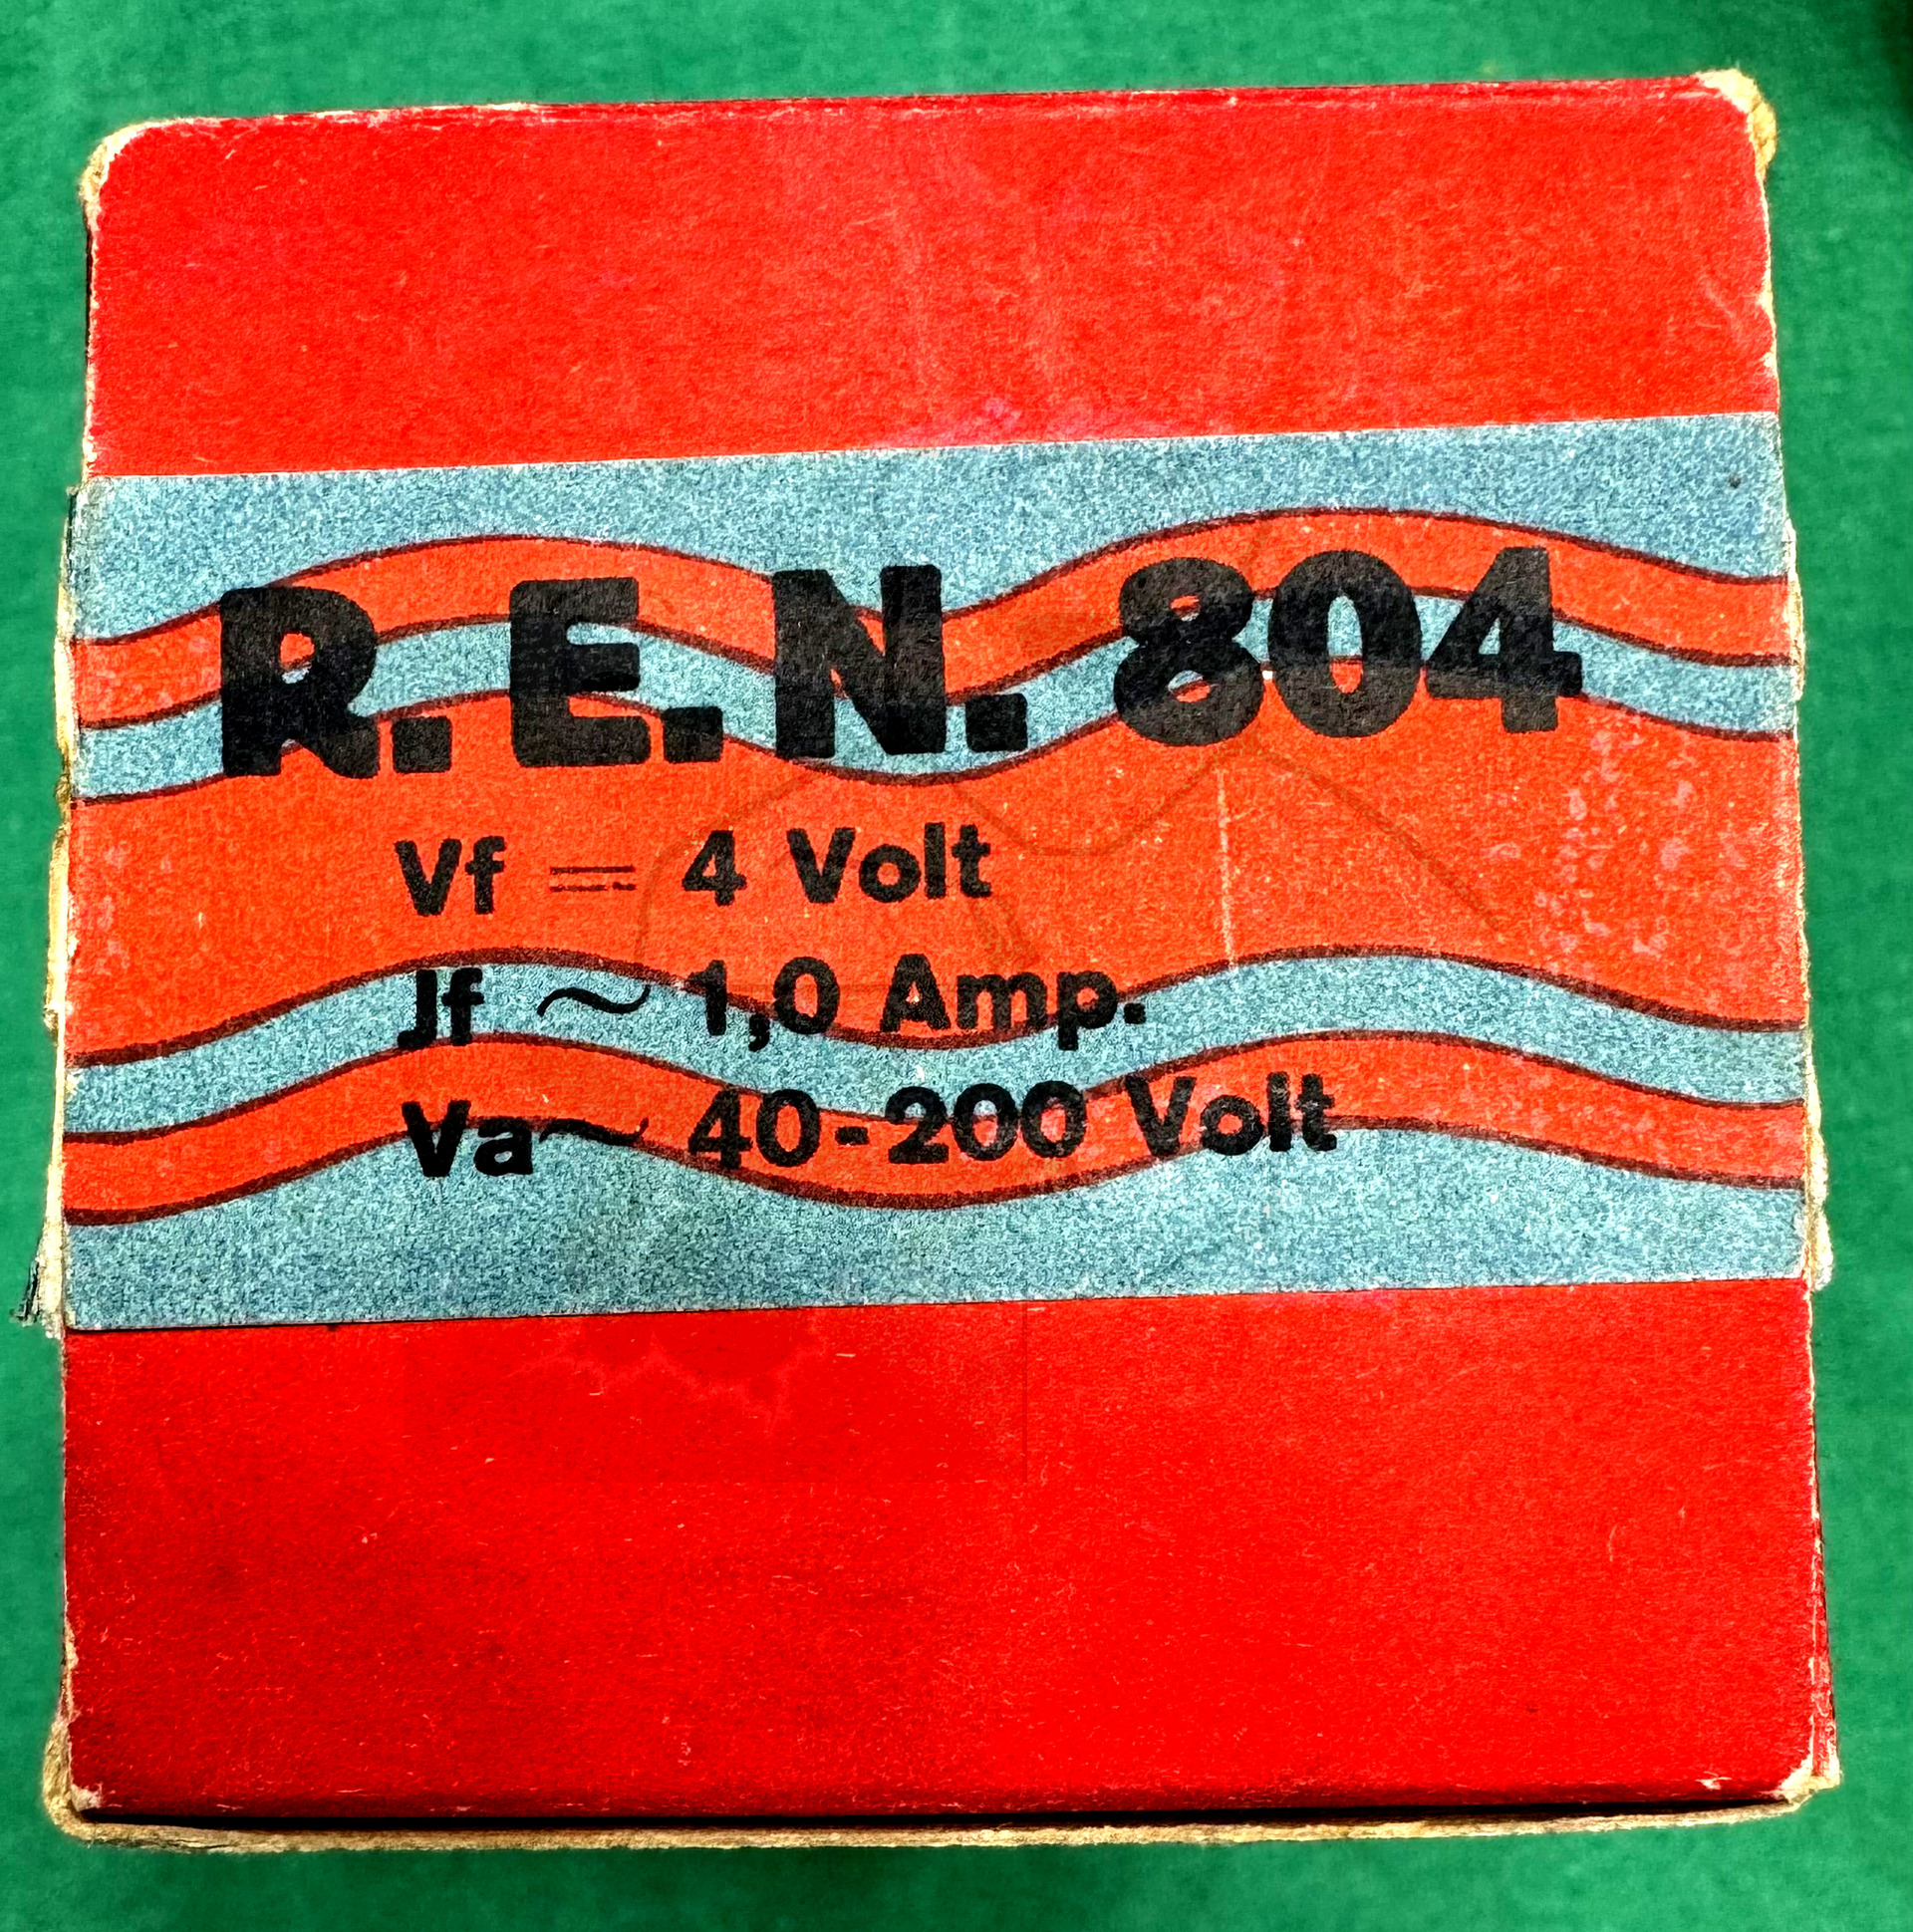 R.E.N. 804
Vf = 4 Volt
Jf ~ 1,0 Amp.
Va ~ 40-200 Volt